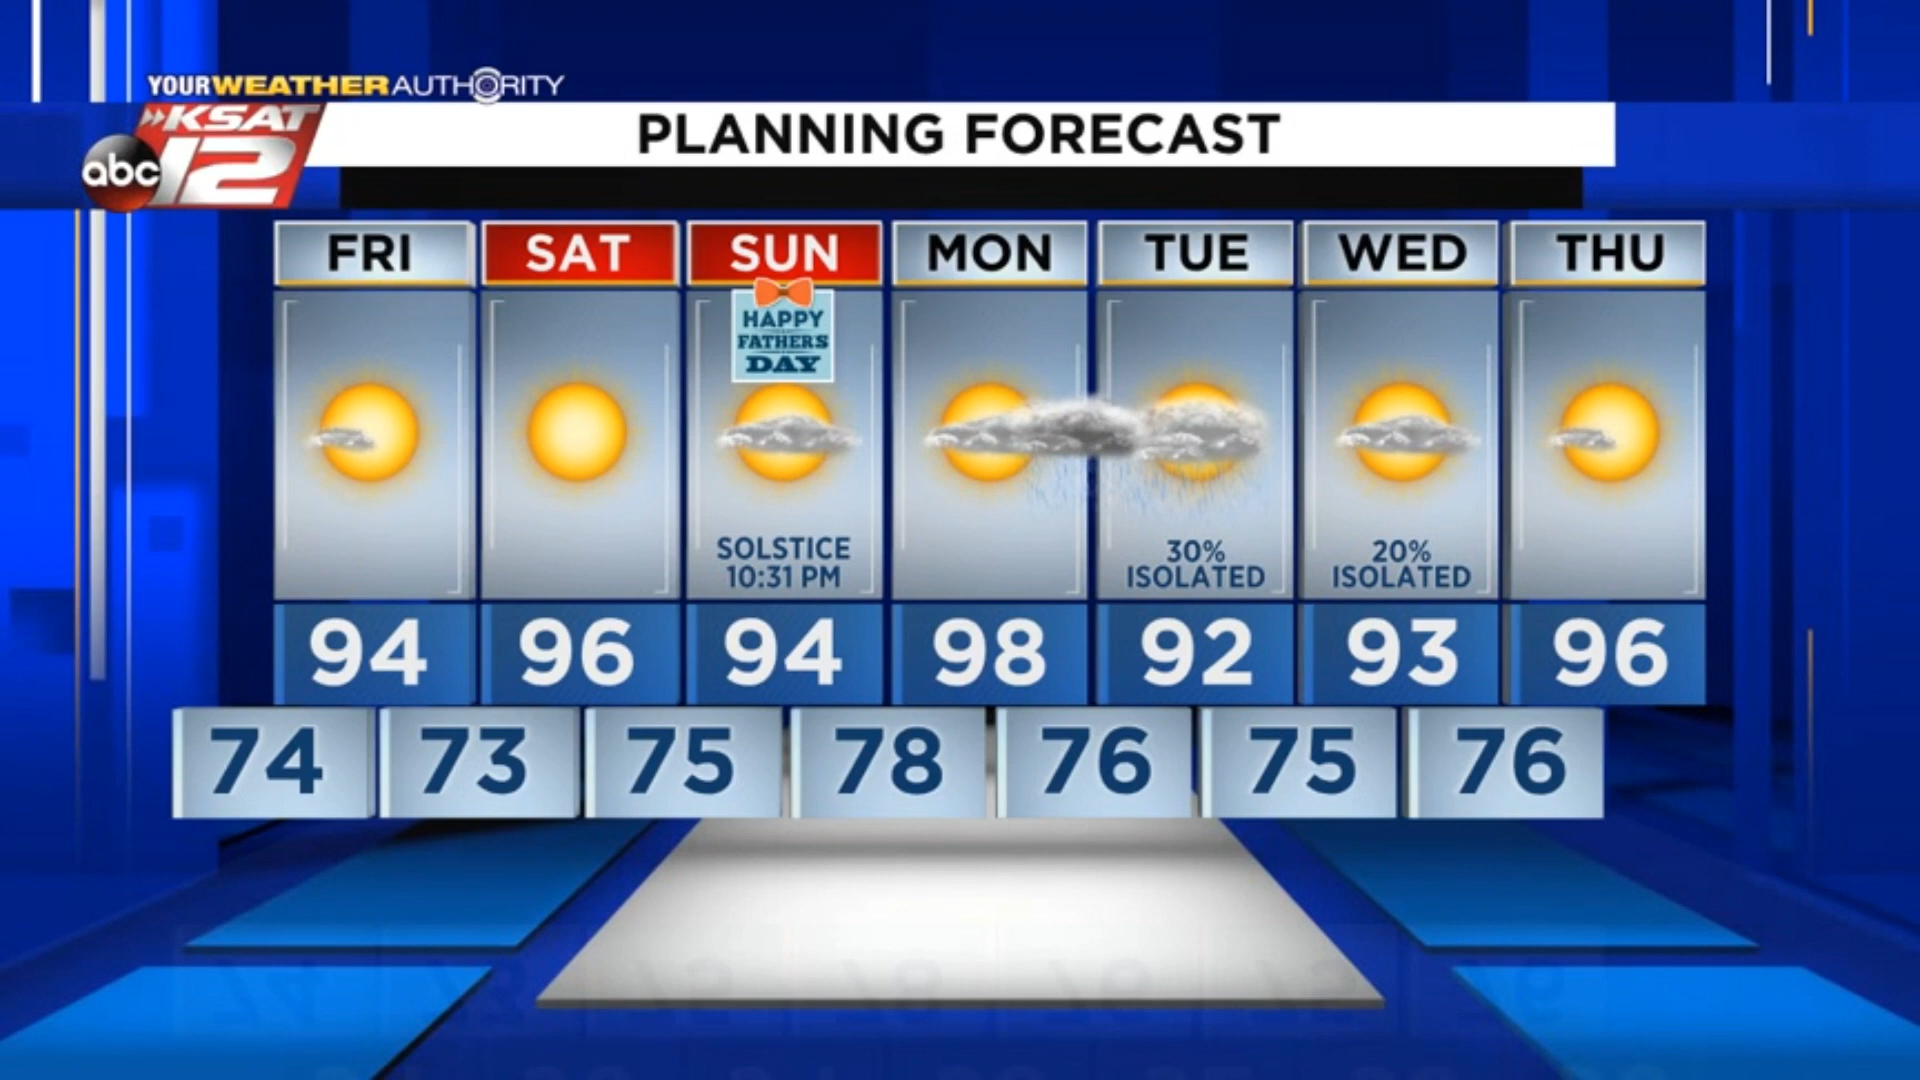 YOURWEATHERAUTHORITY
KSAT
abc 12
PLANNING FORECAST
FRI SAT SUN MON TUE WED THU
HAPPY
FATHERS
DAY
SOLSTICE
10:31 PM
30%
ISOLATED
20%
ISOLATED
94 96 94 98 92 93 96
74 73 75 78 76 75 76